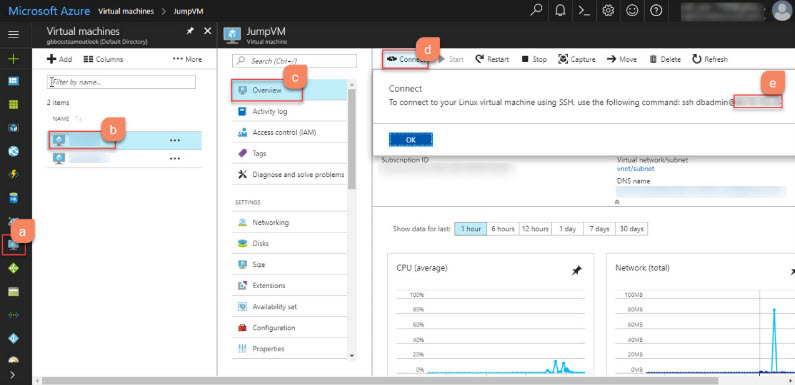 Microsoft Azure Virtual machines > JumpVM
Virtual machines
gibbosteamoutlook (Default Directory)
Add Columns ••• More
Filter by name...
2 items
NAME
•••
•••
a
b
JumpVM
Virtual machine
Search (Ctrl+/)
c
Overview
Activity log
Access control (IAM)
Tags
Diagnose and solve problems
SETTINGS
Networking
Disks
Size
Extensions
Availability set
Configuration
Properties
d
Connect Start Restart Stop Capture Move Delete Refresh
e
Connect
To connect to your Linux virtual machine using SSH, use the following command: ssh dbadmin@
OK
Subscription ID
Virtual network/subnet
vnet/subnet
DNS name
Show data for last: 1 hour 6 hours 12 hours 1 day 7 days 30 days
CPU (average)
100%
80%
60%
40%
20%
0%
Network (total)
100MB
80MB
60MB
40MB
20MB
0MB